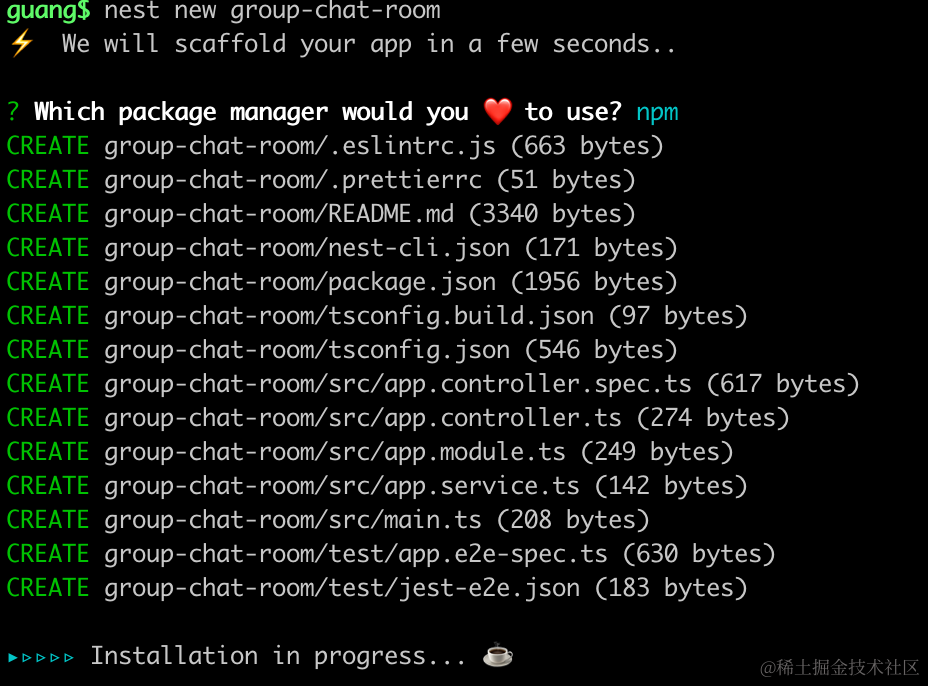 guang$ nest new group-chat-room
⚡ We will scaffold your app in a few seconds..
? Which package manager would you ❤️ to use? npm
CREATE group-chat-room/.eslintrc.js (663 bytes)
CREATE group-chat-room/.prettierrc (51 bytes)
CREATE group-chat-room/README.md (3340 bytes)
CREATE group-chat-room/nest-cli.json (171 bytes)
CREATE group-chat-room/package.json (1956 bytes)
CREATE group-chat-room/tsconfig.build.json (97 bytes)
CREATE group-chat-room/tsconfig.json (546 bytes)
CREATE group-chat-room/src/app.controller.spec.ts (617 bytes)
CREATE group-chat-room/src/app.controller.ts (274 bytes)
CREATE group-chat-room/src/app.module.ts (249 bytes)
CREATE group-chat-room/src/app.service.ts (142 bytes)
CREATE group-chat-room/src/main.ts (208 bytes)
CREATE group-chat-room/test/app.e2e-spec.ts (630 bytes)
CREATE group-chat-room/test/jest-e2e.json (183 bytes)
▸▹▹▹▹ Installation in progress... ☕
@稀土掘金技术社区